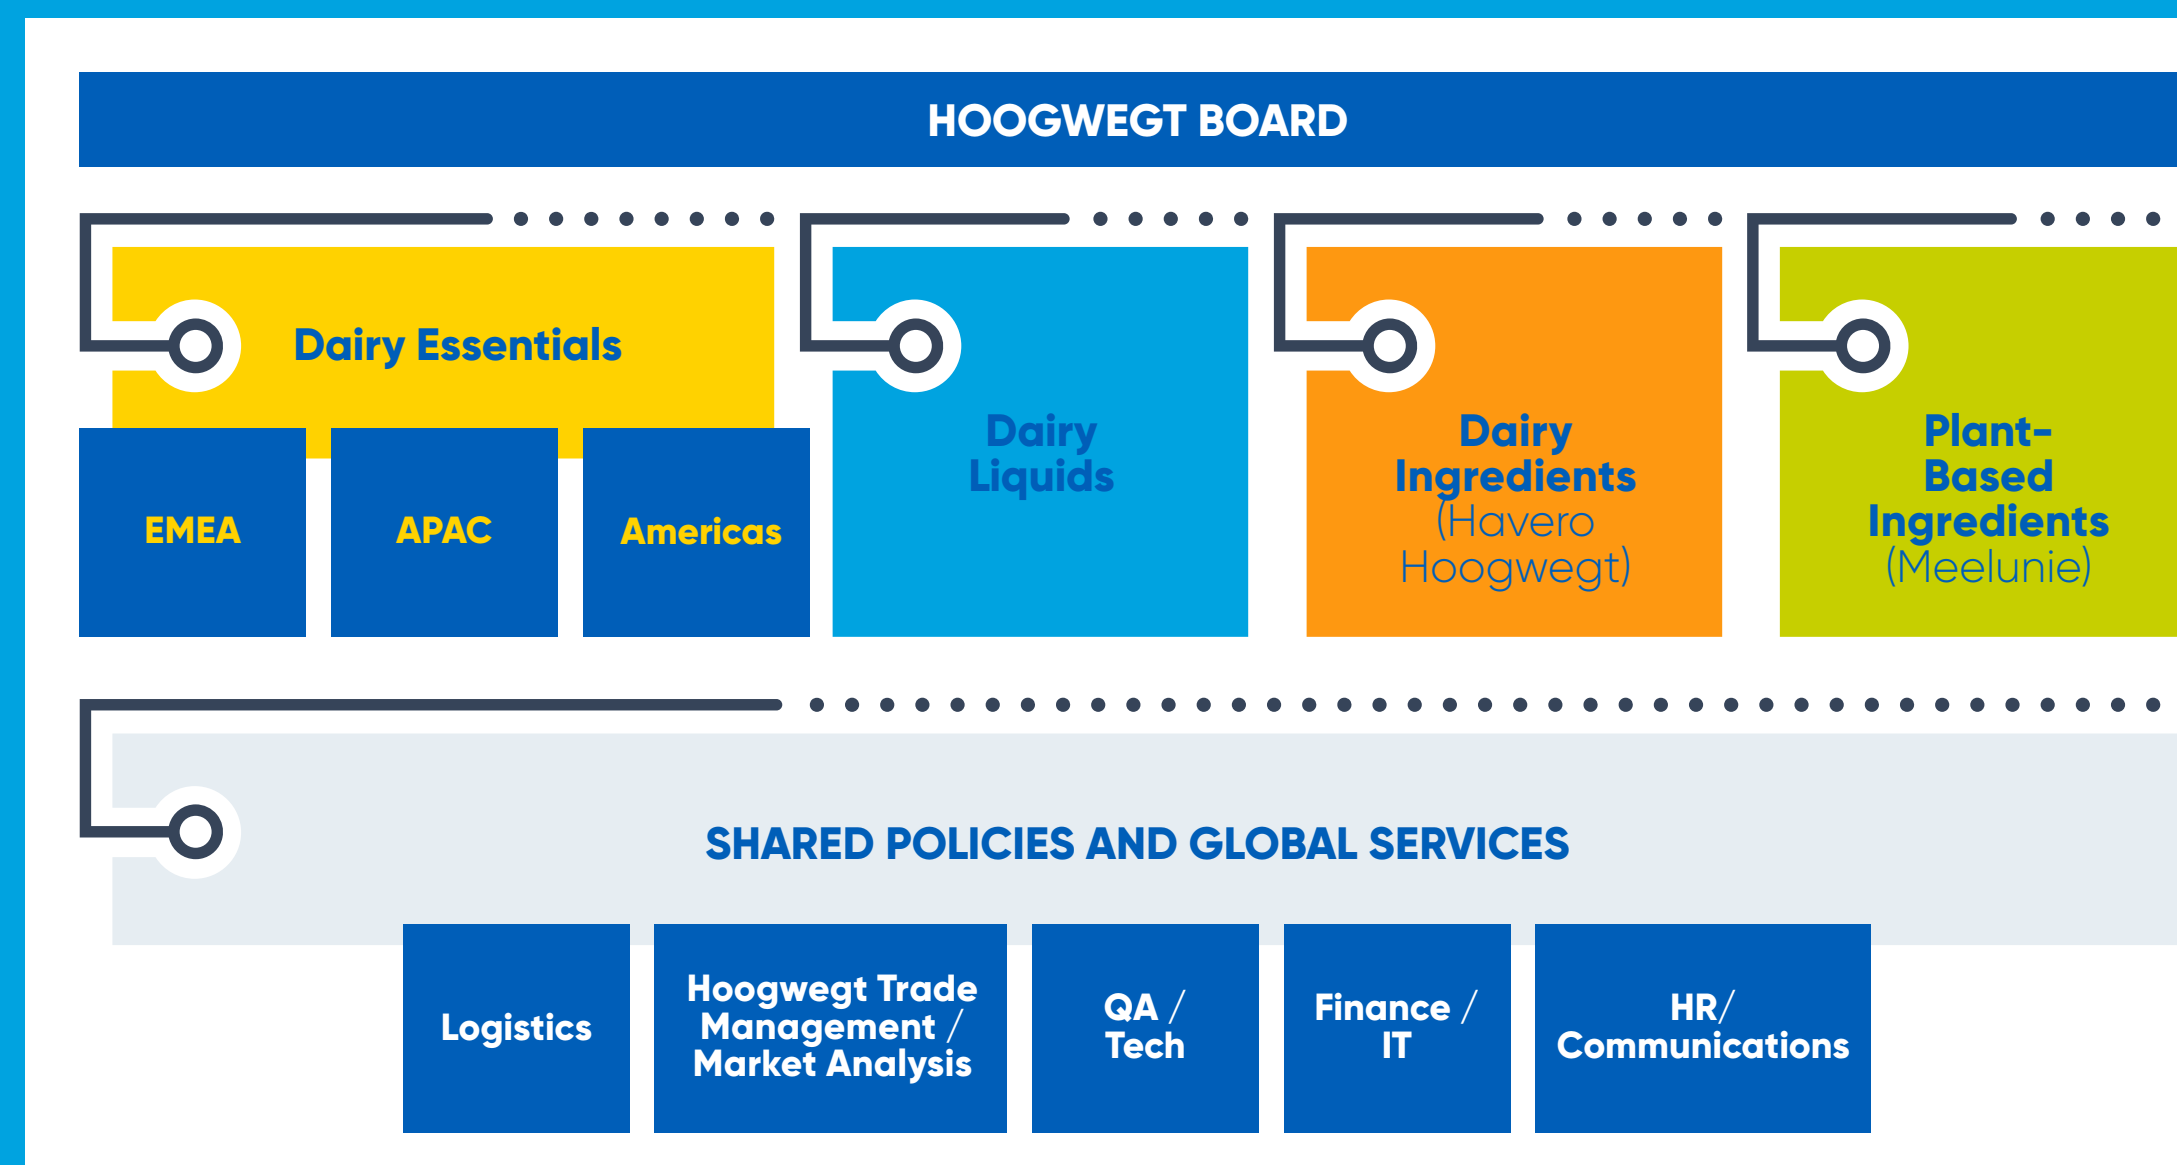 HOOGWEGT BOARD
Dairy Essentials
EMEA
APAC
Americas
Dairy
Liquids
Dairy
Ingredients
(Havero
Hoogwegt)
Plant-
Based
Ingredients
(Meelunie)
SHARED POLICIES AND GLOBAL SERVICES
Logistics
Hoogwegt Trade
Management /
Market Analysis
QA /
Tech
Finance /
IT
HR/
Communications